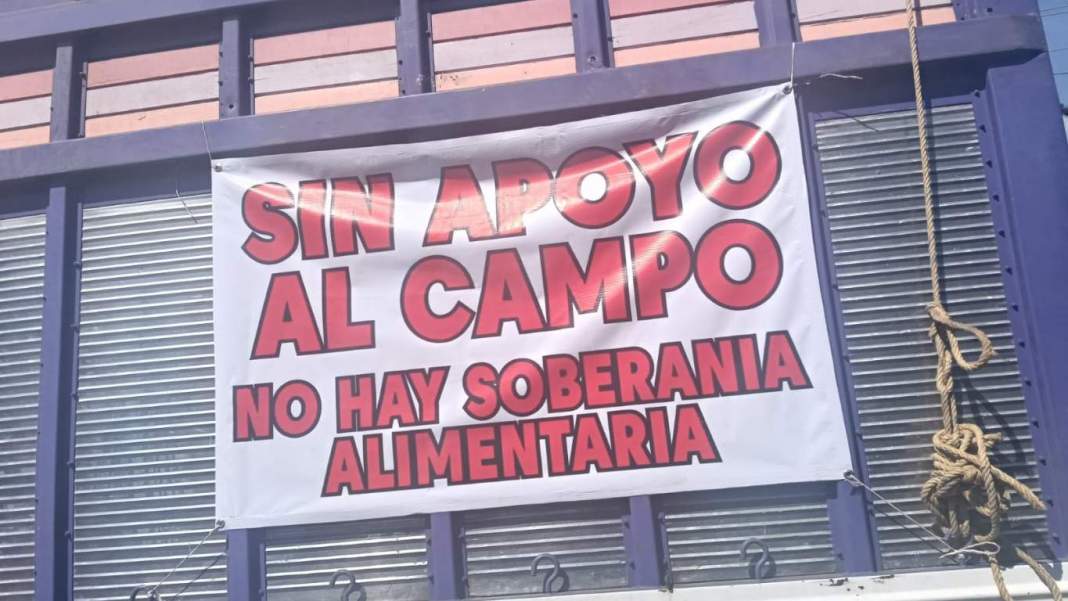 SIN APOYO
AL CAMPO
NO HAY SOBERANIA
ALIMENTARIA